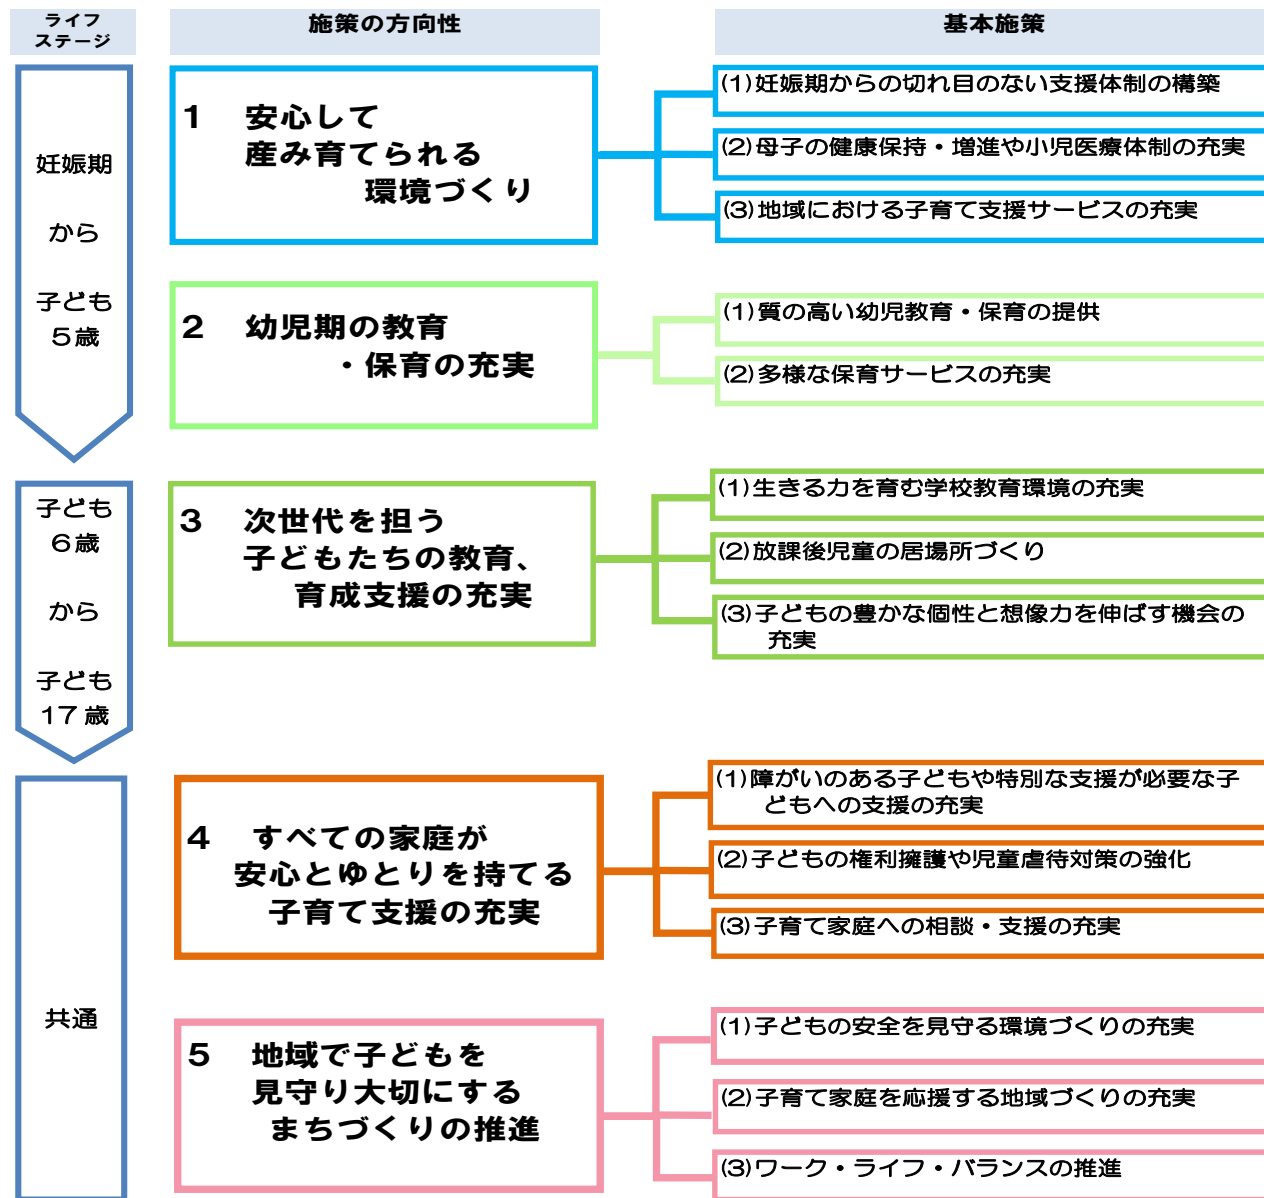 ライフ
ステージ
施策の方向性
基本施策
妊娠期
から
子ども
5歳
1 安心して
産み育てられる
環境づくり
(1)妊娠期からの切れ目のない支援体制の構築
(2)母子の健康保持・増進や小児医療体制の充実
(3)地域における子育て支援サービスの充実
2 幼児期の教育
・保育の充実
(1)質の高い幼児教育・保育の提供
(2)多様な保育サービスの充実
子ども
6歳
から
子ども
17歳
3 次世代を担う
子どもたちの教育、
育成支援の充実
(1)生きる力を育む学校教育環境の充実
(2)放課後児童の居場所づくり
(3)子どもの豊かな個性と想像力を伸ばす機会の
充実
共通
4 すべての家庭が
安心とゆとりを持てる
子育て支援の充実
(1)障がいのある子どもや特別な支援が必要な子
どもへの支援の充実
(2)子どもの権利擁護や児童虐待対策の強化
(3)子育て家庭への相談・支援の充実
5 地域で子どもを
見守り大切にする
まちづくりの推進
(1)子どもの安全を見守る環境づくりの充実
(2)子育て家庭を応援する地域づくりの充実
(3)ワーク・ライフ・バランスの推進